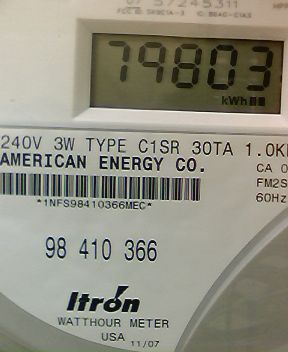 79803
kWh
240V 3W TYPE C1SR 30TA 1.0K
AMERICAN ENERGY CO.
CA 0
FM2S
60Hz
*1NFS98410366MEC*
98 410 366
Itrón
WATTHOUR METER
USA 11/07